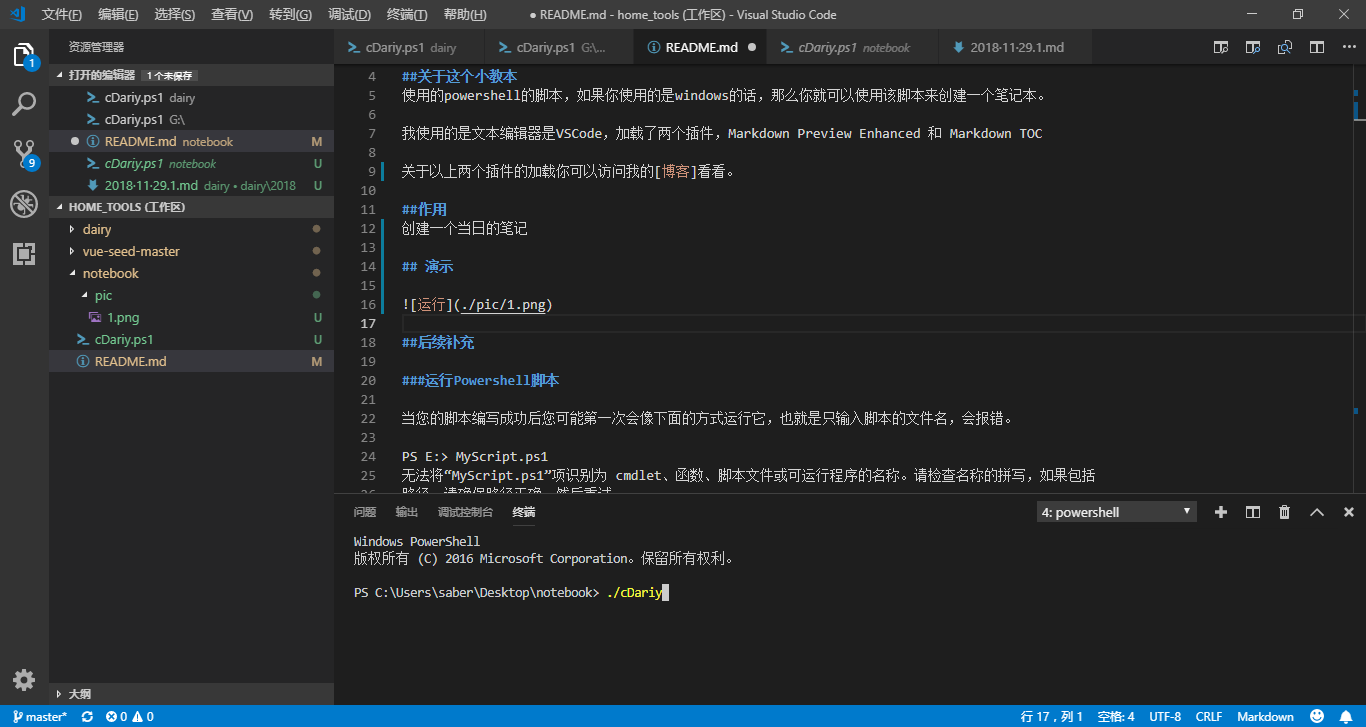 文件(F) 编辑(E) 选择(S) 查看(V) 转到(G) 调试(D) 终端(T) 帮助(H) ● README.md - home_tools (工作区) - Visual Studio Code
资源管理器
1
9
打开的编辑器 1 个未保存
cDariy.ps1 dairy
cDariy.ps1 G:\
README.md notebook M
cDariy.ps1 notebook U
2018-11-29.1.md dairy • dairy\2018 U
HOME_TOOLS (工作区)
dairy
vue-seed-master
notebook
pic
1.png U
cDariy.ps1 U
README.md M
大纲
cDariy.ps1 dairy cDariy.ps1 G:\... README.md cDariy.ps1 notebook 2018-11-29.1.md
4 ##关于这个小教本
5 使用的powershell的脚本，如果你使用的是windows的话，那么你就可以使用该脚本来创建一个笔记本。
6
7 我使用的是文本编辑器是VSCode，加载了两个插件，Markdown Preview Enhanced 和 Markdown TOC
8
9 关于以上两个插件的加载你可以访问我的[博客]看看。
10
11 ##作用
12 创建一个当日的笔记
13
14 ## 演示
15
16 ![运行](./pic/1.png)
17
18 ##后续补充
19
20 ###运行Powershell脚本
21
22 当您的脚本编写成功后您可能第一次会像下面的方式运行它，也就是只输入脚本的文件名，会报错。
23
24 PS E:> MyScript.ps1
25 无法将“MyScript.ps1”项识别为 cmdlet、函数、脚本文件或可运行程序的名称。请检查名称的拼写，如果包括
路径，请确保路径正确，然后重试
问题 输出 调试控制台 终端 4: powershell
Windows PowerShell
版权所有 (C) 2016 Microsoft Corporation。保留所有权利。
PS C:\Users\saber\Desktop\notebook> ./cDariy
master* 0 0 行 17，列 1 空格: 4 UTF-8 CRLF Markdown